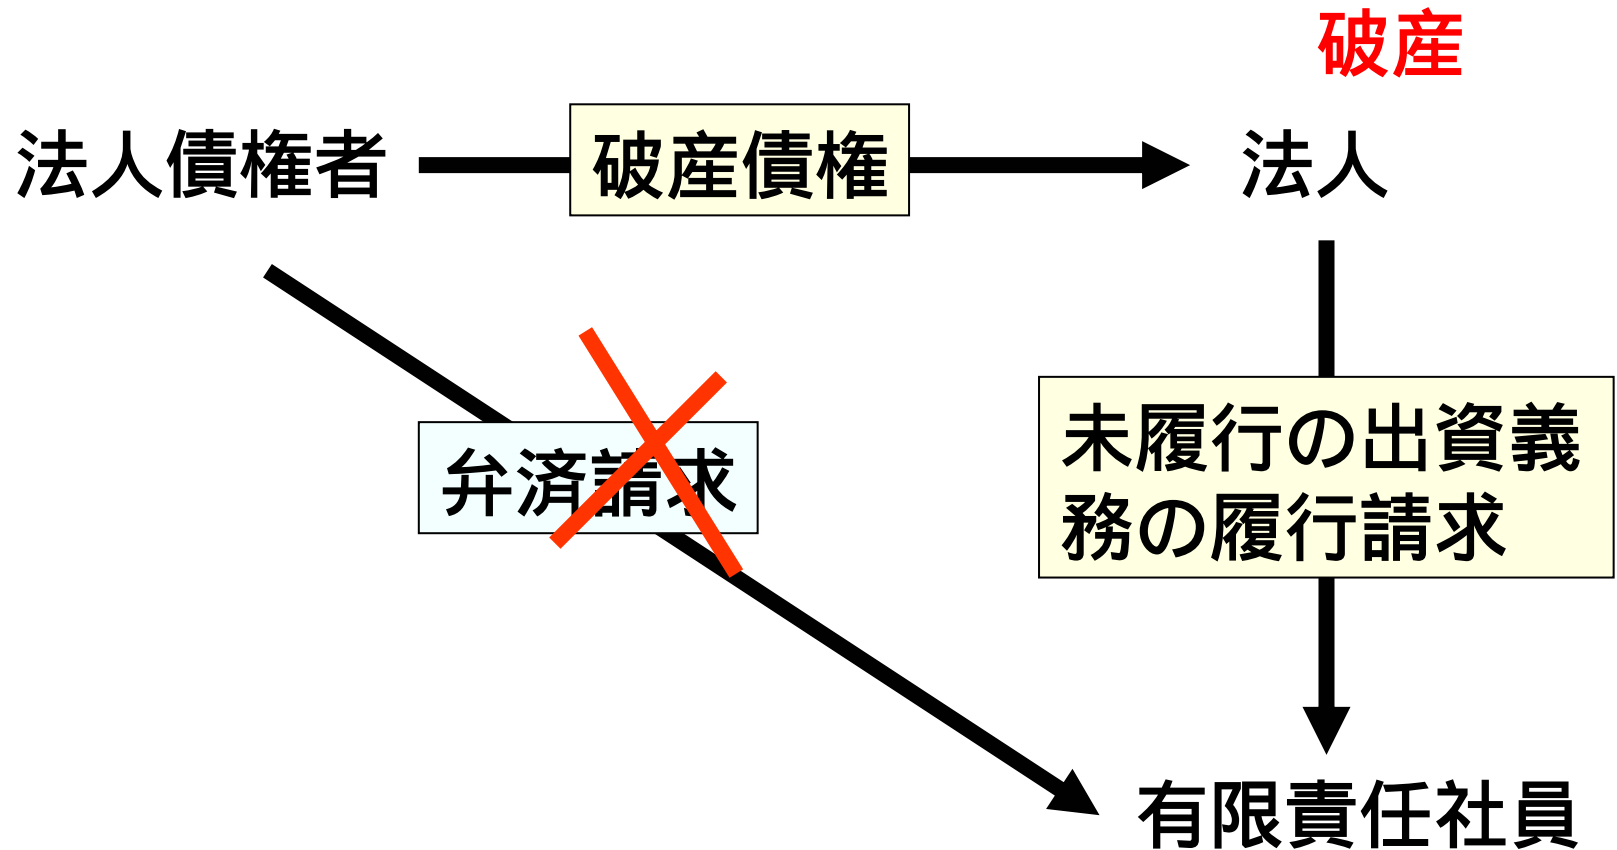 破産
法人債権者
破産債権
法人
弁済請求
未履行の出資義
務の履行請求
有限責任社員